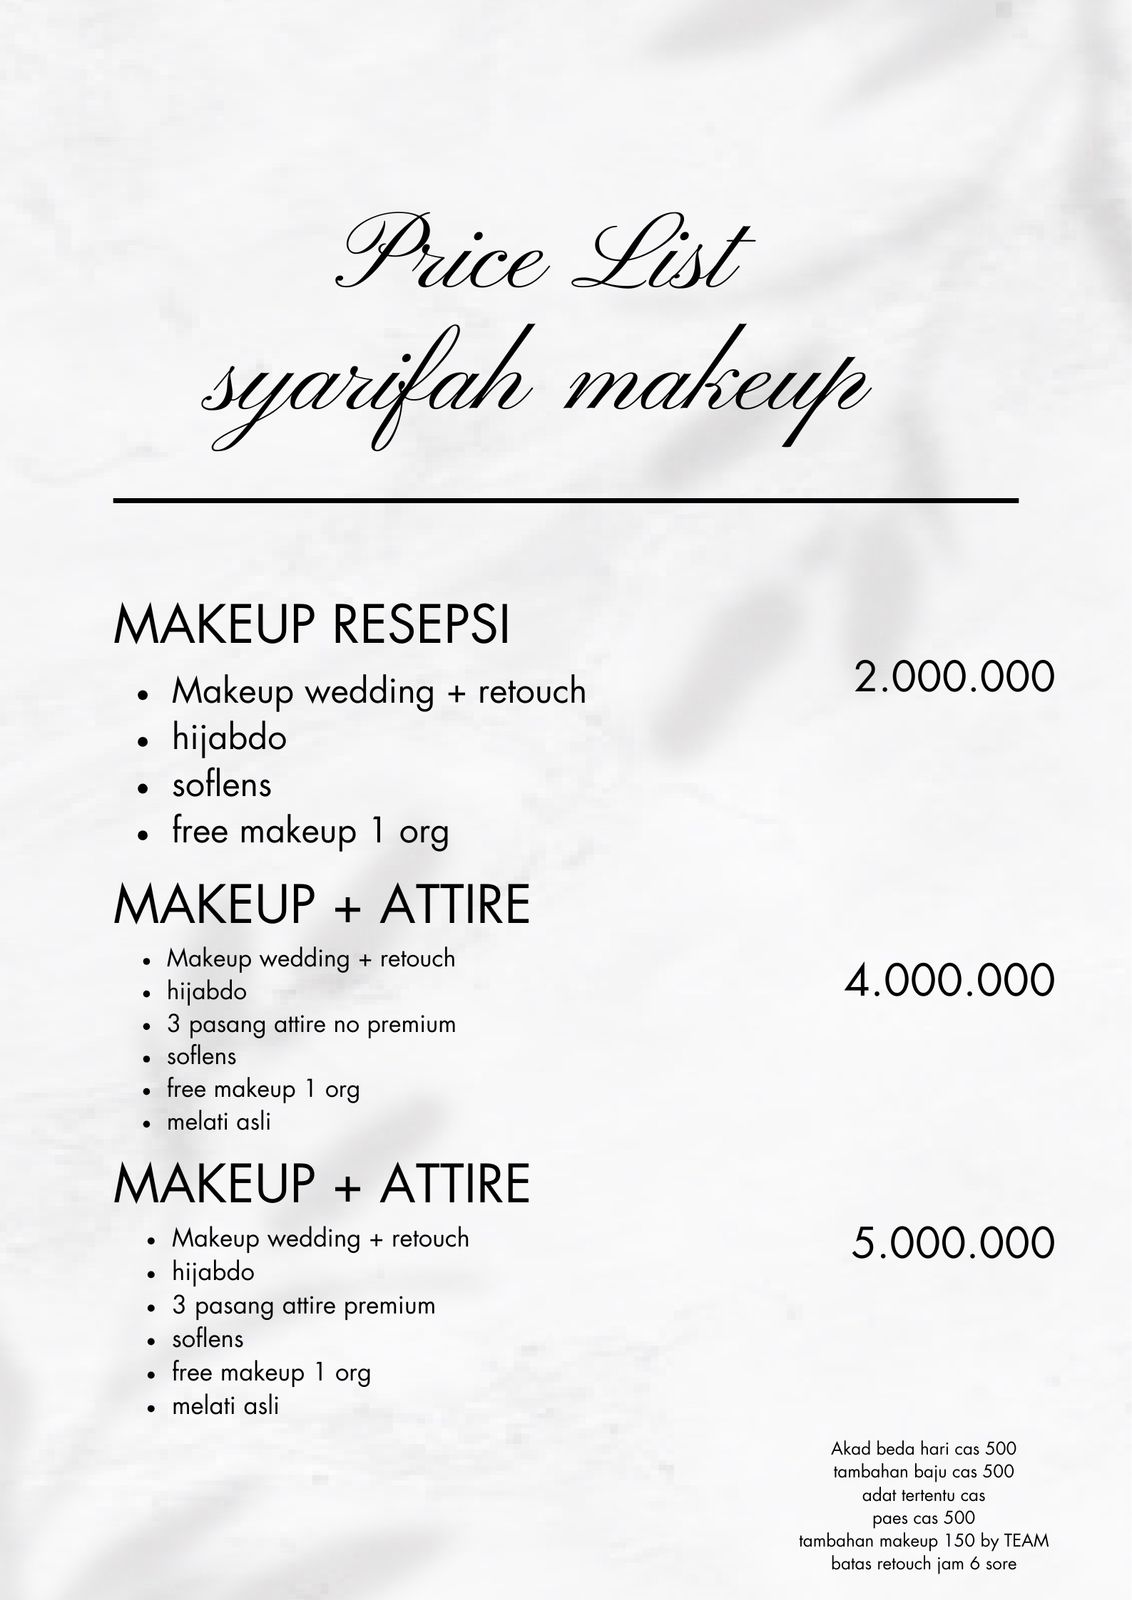 Price List
syarifah makeup
MAKEUP RESEPSI
• Makeup wedding + retouch
• hijabdo
• soflens
• free makeup 1 org
2.000.000
MAKEUP + ATTIRE
• Makeup wedding + retouch
• hijabdo
• 3 pasang attire no premium
• soflens
• free makeup 1 org
• melati asli
4.000.000
MAKEUP + ATTIRE
• Makeup wedding + retouch
• hijabdo
• 3 pasang attire premium
• soflens
• free makeup 1 org
• melati asli
5.000.000
Akad beda hari cas 500
tambahan baju cas 500
adat tertentu cas
paes cas 500
tambahan makeup 150 by TEAM
batas retouch jam 6 sore